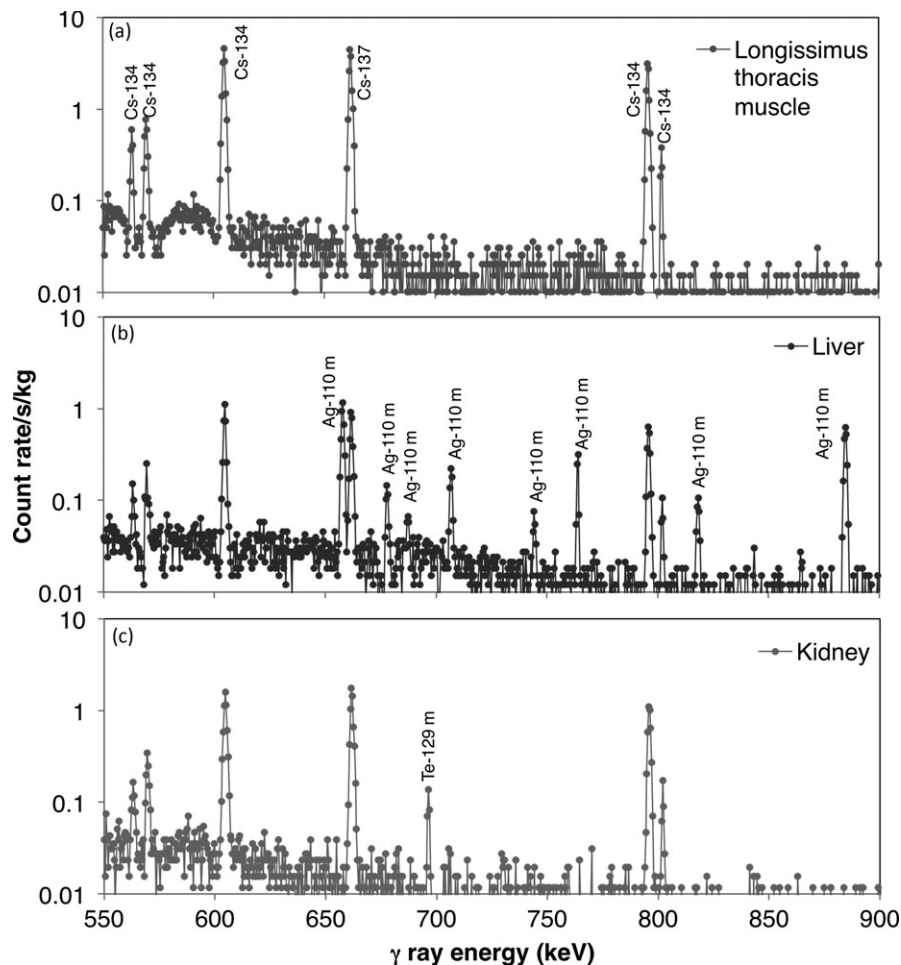 (a)
Longissimus
thoracis
muscle
Cs-134
Cs-134
Cs-134
Cs-137
Cs-134
Cs-134
10
1
0.1
0.01
(b)
Liver
Ag-110 m
Ag-110 m
Ag-110 m
Ag-110 m
Ag-110 m
Ag-110 m
Ag-110 m
Ag-110 m
10
1
0.1
0.01
Count rate/s/kg
(c)
Kidney
Te-129 m
10
1
0.1
0.01
550 600 650 700 750 800 850 900
γ ray energy (keV)